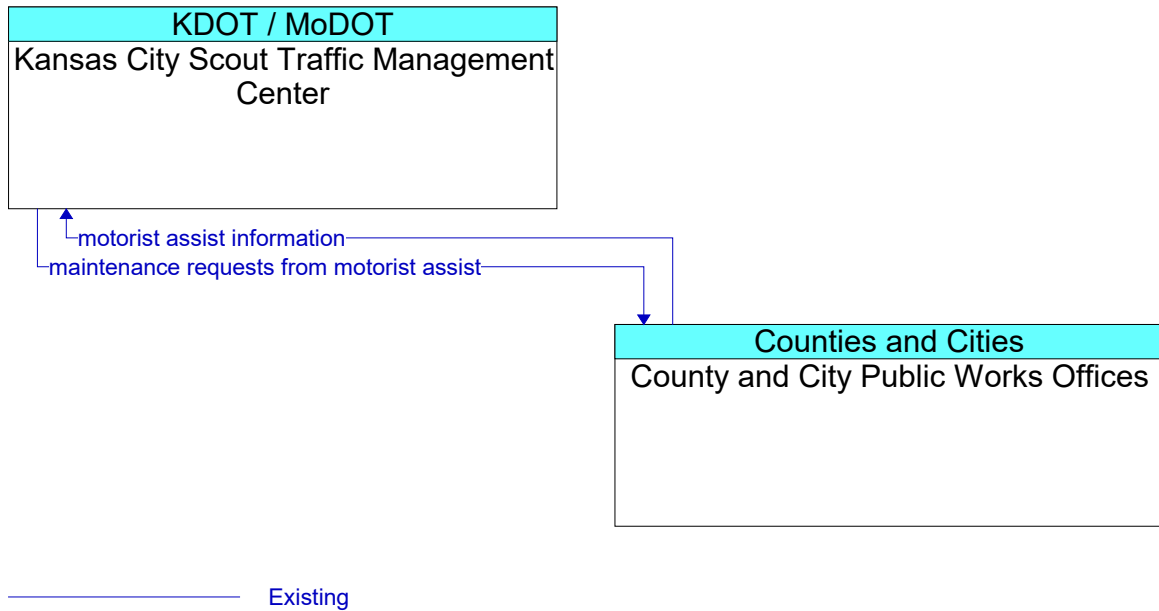 KDOT / MoDOT
Kansas City Scout Traffic Management
Center
motorist assist information
maintenance requests from motorist assist
Counties and Cities
County and City Public Works Offices
Existing